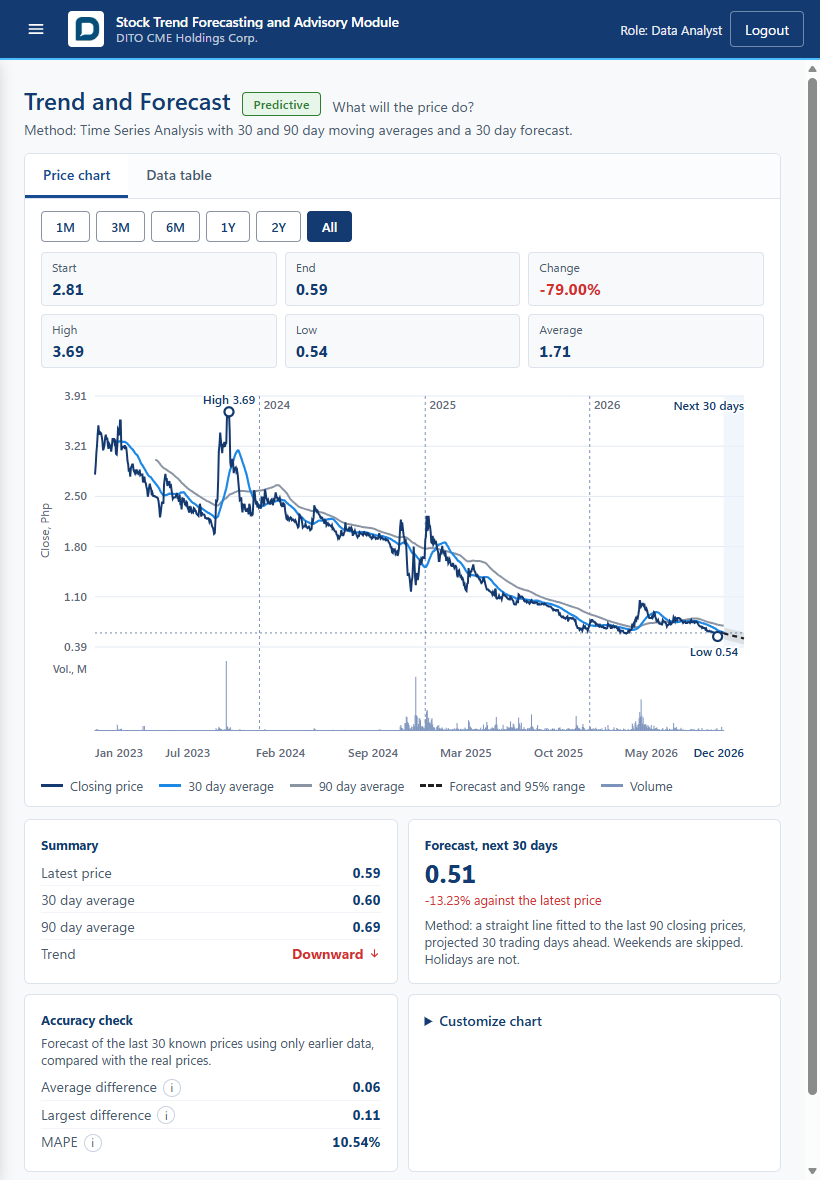 Stock Trend Forecasting and Advisory Module
DITO CME Holdings Corp.
Role: Data Analyst
Logout
Trend and Forecast
Predictive
What will the price do?
Method: Time Series Analysis with 30 and 90 day moving averages and a 30 day forecast.
Price chart
Data table
1M
3M
6M
1Y
2Y
All
Start
2.81
End
0.59
Change
-79.00%
High
3.69
Low
0.54
Average
1.71
3.91
3.21
2.50
1.80
1.10
0.39
Close, Php
High 3.69
2024
2025
2026
Next 30 days
Low 0.54
Vol., M
Jan 2023
Jul 2023
Feb 2024
Sep 2024
Mar 2025
Oct 2025
May 2026
Dec 2026
Closing price
30 day average
90 day average
Forecast and 95% range
Volume
Summary
Latest price 0.59
30 day average 0.60
90 day average 0.69
Trend Downward ↓
Forecast, next 30 days
0.51
-13.23% against the latest price
Method: a straight line fitted to the last 90 closing prices,
projected 30 trading days ahead. Weekends are skipped.
Holidays are not.
Accuracy check
Forecast of the last 30 known prices using only earlier data,
compared with the real prices.
Average difference i 0.06
Largest difference i 0.11
MAPE i 10.54%
▶ Customize chart